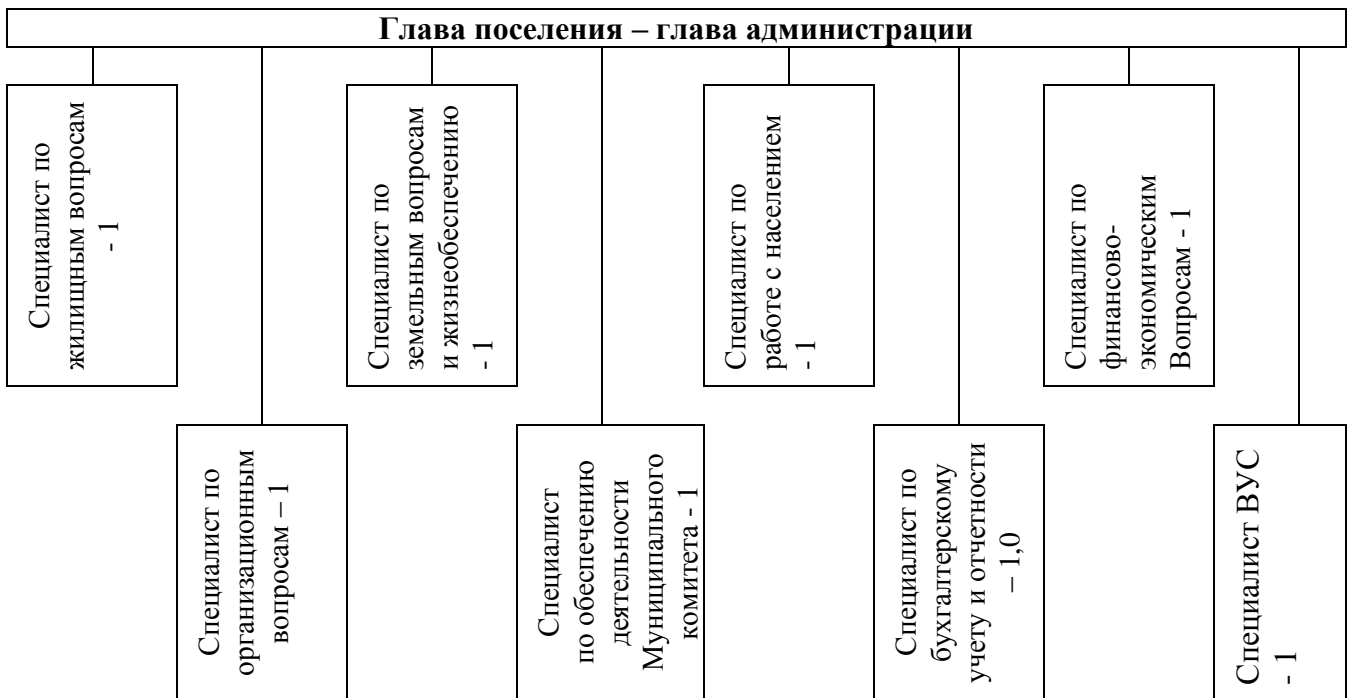 Глава поселения – глава администрации
Специалист по
жилищным вопросам
- 1
Специалист по
земельным вопросам
и жизнеобеспечению
- 1
Специалист по
работе с населением
- 1
Специалист по
финансово-
экономическим
Вопросам - 1
Специалист по
организационным
вопросам – 1
Специалист
по обеспечению
деятельности
Муниципального
комитета - 1
Специалист по
бухгалтерскому
учету и отчетности
– 1,0
Специалист ВУС
- 1